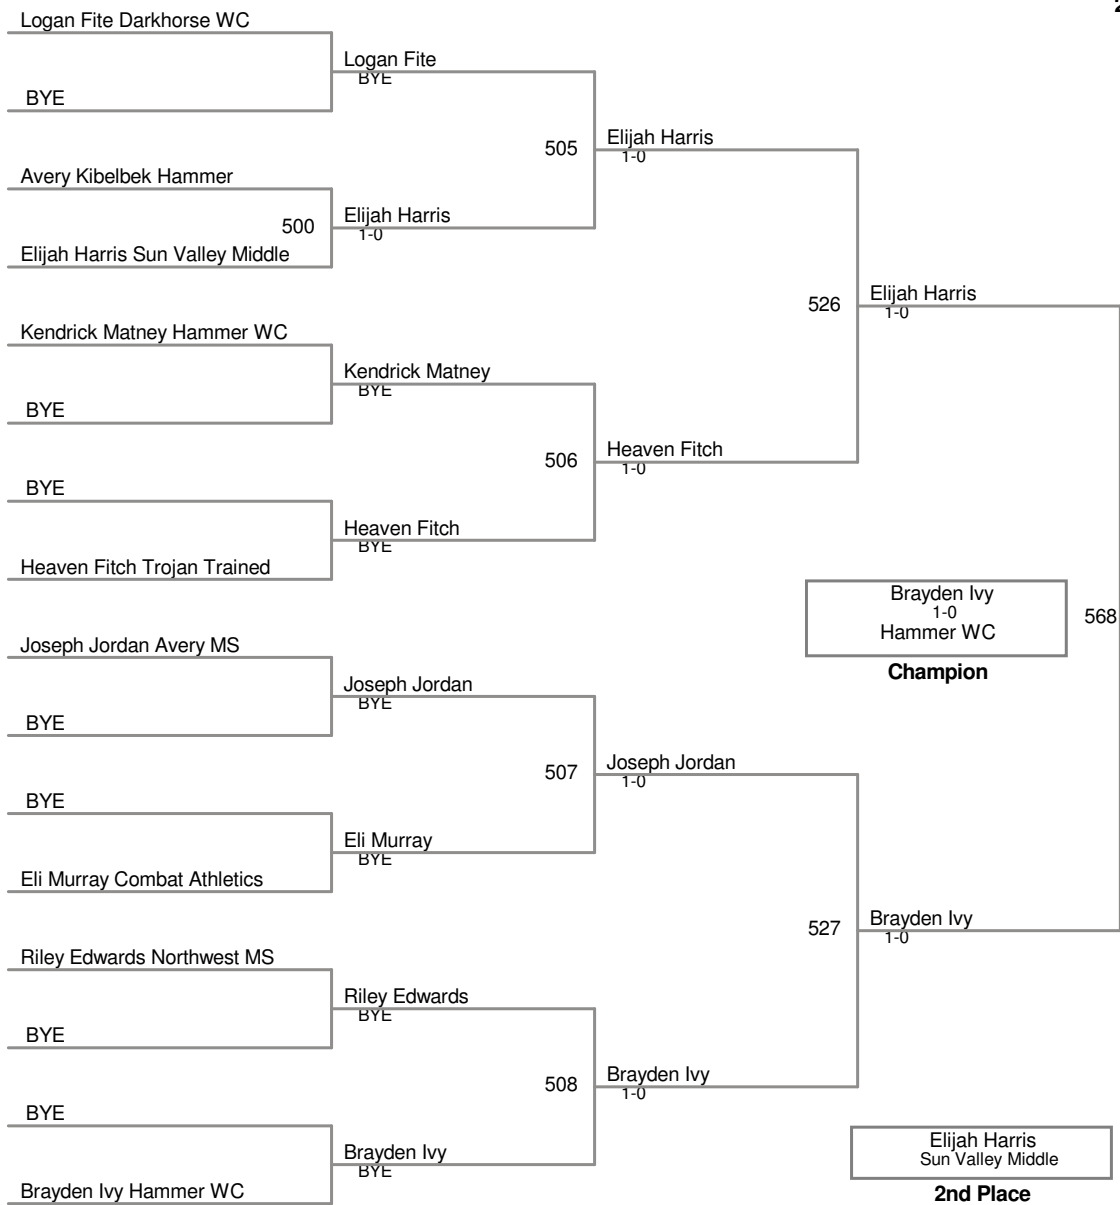 Logan Fite Darkhorse WC
Logan Fite
BYE
BYE
505
Elijah Harris
1-0
Avery Kibelbek Hammer
500
Elijah Harris
1-0
Elijah Harris Sun Valley Middle
526
Elijah Harris
1-0
Kendrick Matney Hammer WC
Kendrick Matney
BYE
BYE
506
Heaven Fitch
1-0
BYE
Heaven Fitch
BYE
Heaven Fitch Trojan Trained
Brayden Ivy
1-0
Hammer WC
568
Champion
Joseph Jordan Avery MS
Joseph Jordan
BYE
BYE
507
Joseph Jordan
1-0
BYE
Eli Murray
BYE
Eli Murray Combat Athletics
527
Brayden Ivy
1-0
Riley Edwards Northwest MS
Riley Edwards
BYE
BYE
508
Brayden Ivy
1-0
BYE
Brayden Ivy
BYE
Brayden Ivy Hammer WC
Elijah Harris
Sun Valley Middle
2nd Place